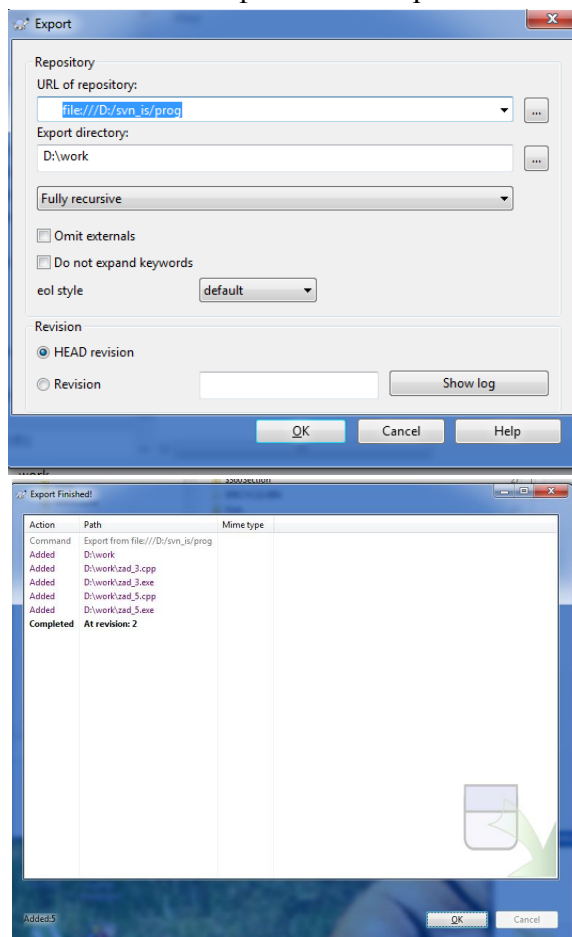 Export
Repository
URL of repository:
file:///D:/svn_is/prog
...
Export directory:
D:\work
...
Fully recursive
Omit externals
Do not expand keywords
eol style default
Revision
HEAD revision
Revision Show log
OK Cancel Help
work
Export Finished!
Action Path Mime type
Command Export from file:///D:/svn_is/prog
Added D:\work
Added D:\work\zad_3.cpp
Added D:\work\zad_3.exe
Added D:\work\zad_5.cpp
Added D:\work\zad_5.exe
Completed At revision: 2
Added:5
OK Cancel